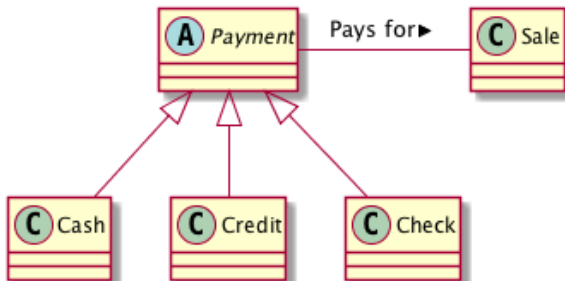 A Payment
Pays for▶
C Sale
C Cash
C Credit
C Check